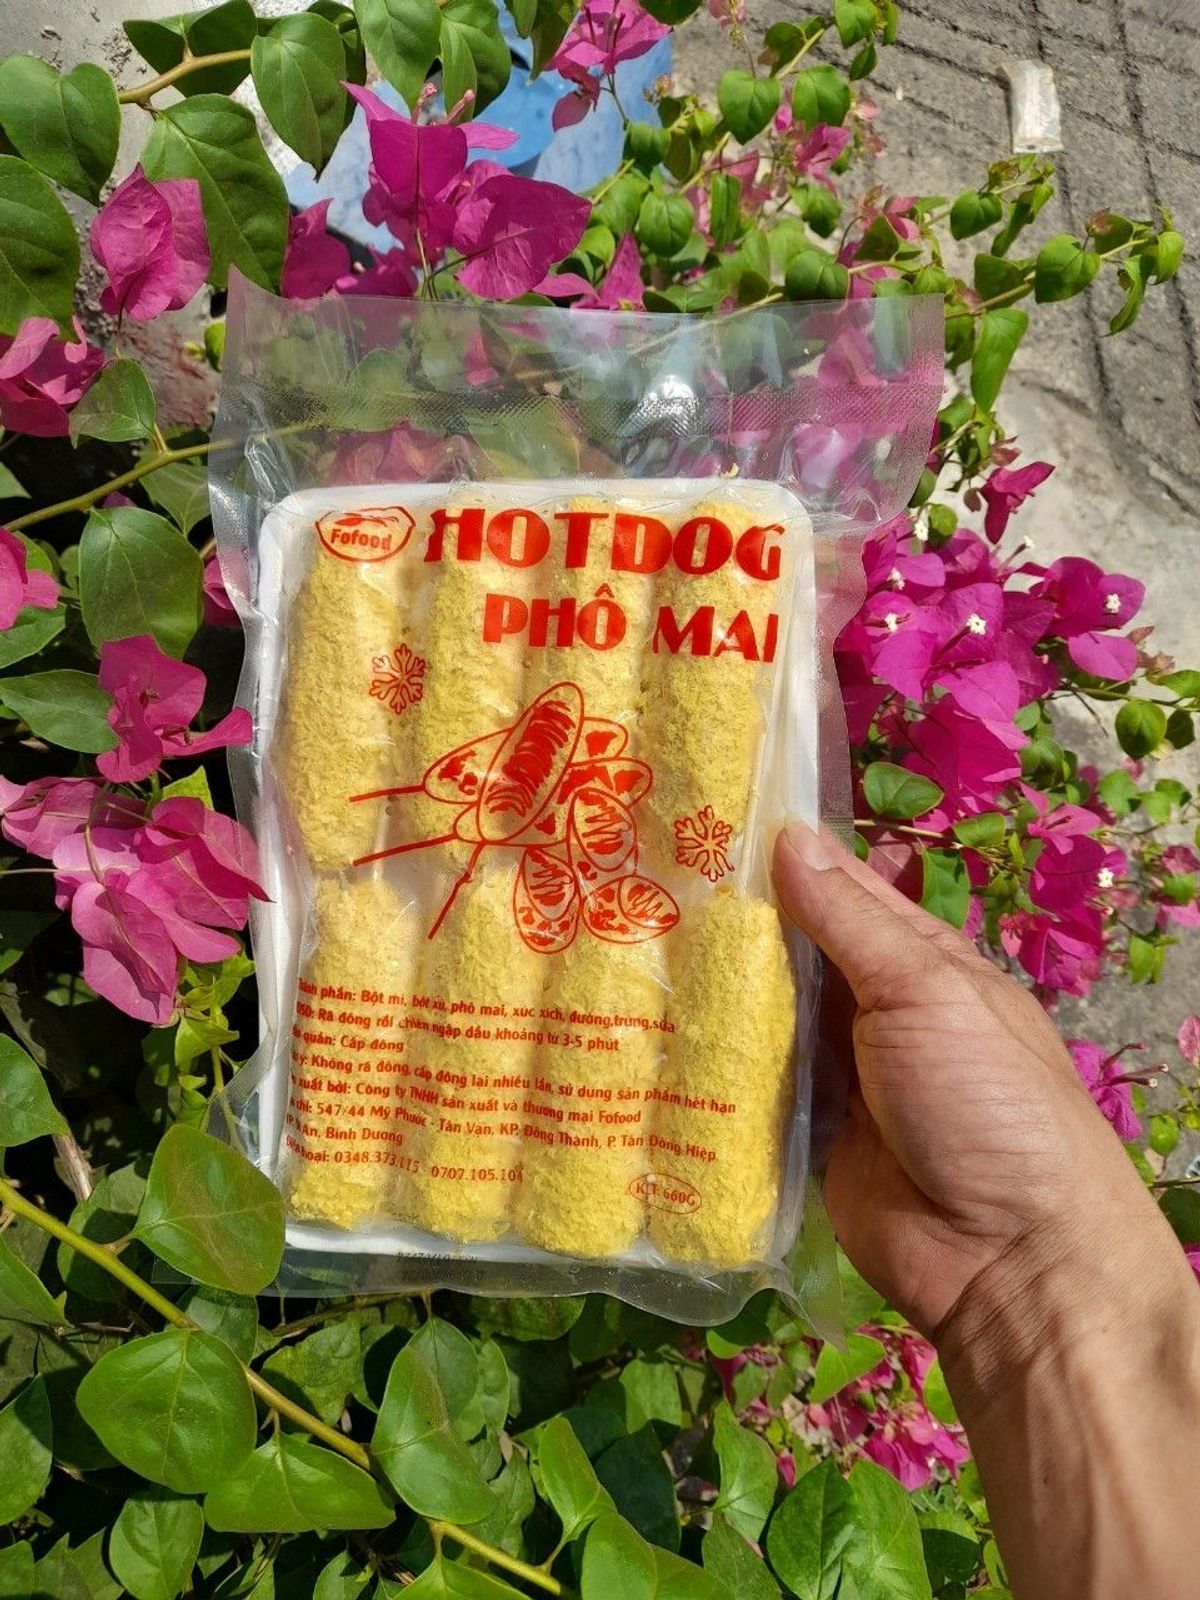 Fofood
HOTDOG
PHÔ MAI
Thành phần: Bột mì, bột xù, phô mai, xúc xích, đường,trứng,sữa
HDSD: Rã đông rồi chiên ngập dầu khoảng từ 3-5 phút
Bảo quản: Cấp đông
Lưu ý: Không rã đông, cấp đông lại nhiều lần, sử dụng sản phẩm hết hạn
Sản xuất bởi: Công ty TNHH sản xuất và thương mại Fofood
Địa chỉ: 547/44 Mỹ Phước - Tân Vạn, KP. Đông Thạnh, P. Tân Đông Hiệp
TP. Dĩ An, Bình Dương
Điện thoại: 0348.373.113 0707.105.104
KLT: 660G